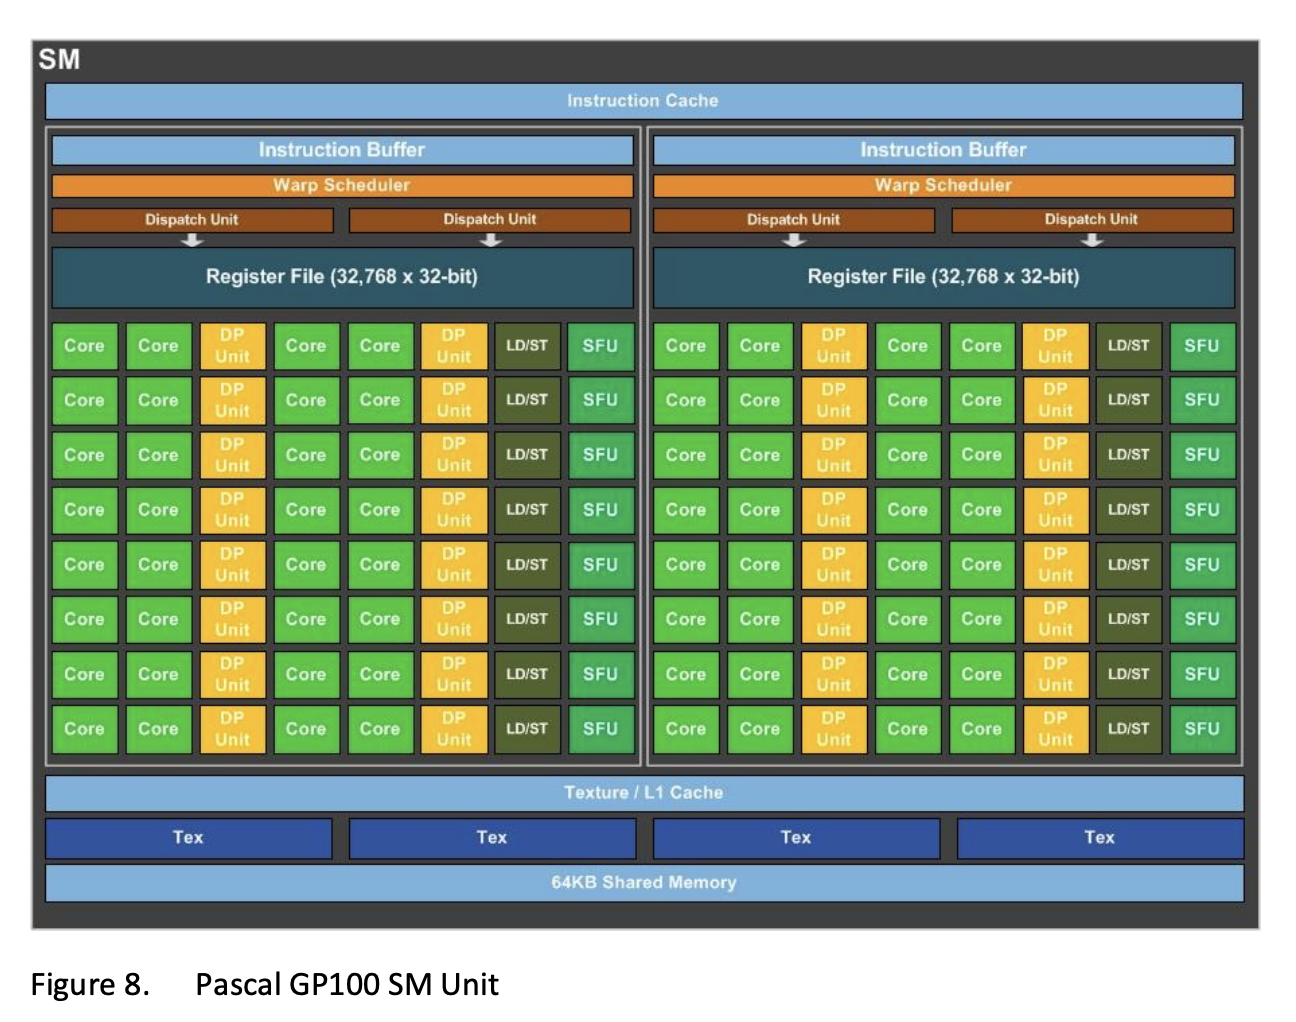 SM
Instruction Cache
Instruction Buffer Instruction Buffer
Warp Scheduler Warp Scheduler
Dispatch Unit Dispatch Unit Dispatch Unit Dispatch Unit
Register File (32,768 x 32-bit) Register File (32,768 x 32-bit)
Core Core DP Unit Core Core DP Unit LD/ST SFU Core Core DP Unit Core Core DP Unit LD/ST SFU
Core Core DP Unit Core Core DP Unit LD/ST SFU Core Core DP Unit Core Core DP Unit LD/ST SFU
Core Core DP Unit Core Core DP Unit LD/ST SFU Core Core DP Unit Core Core DP Unit LD/ST SFU
Core Core DP Unit Core Core DP Unit LD/ST SFU Core Core DP Unit Core Core DP Unit LD/ST SFU
Core Core DP Unit Core Core DP Unit LD/ST SFU Core Core DP Unit Core Core DP Unit LD/ST SFU
Core Core DP Unit Core Core DP Unit LD/ST SFU Core Core DP Unit Core Core DP Unit LD/ST SFU
Core Core DP Unit Core Core DP Unit LD/ST SFU Core Core DP Unit Core Core DP Unit LD/ST SFU
Core Core DP Unit Core Core DP Unit LD/ST SFU Core Core DP Unit Core Core DP Unit LD/ST SFU
Texture / L1 Cache
Tex Tex Tex Tex
64KB Shared Memory
Figure 8. Pascal GP100 SM Unit